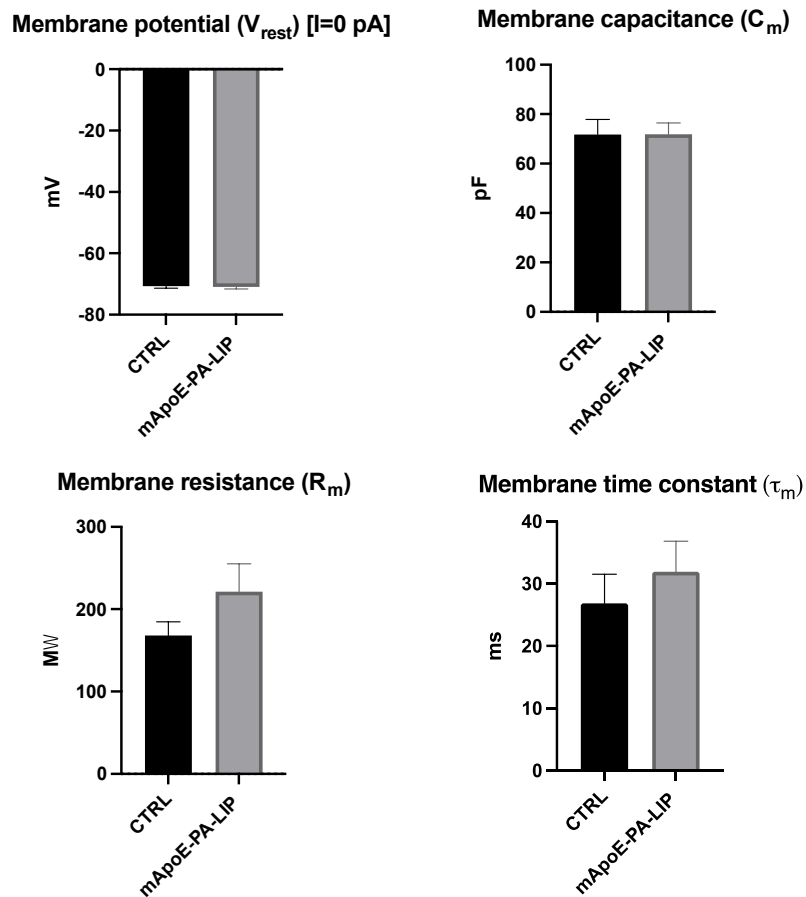 Membrane potential (Vrest) [I=0 pA]
0
-20
-40
-60
-80
mV
CTRL
mApoE-PA-LIP
Membrane capacitance (Cm)
100
80
60
40
20
0
pF
CTRL
mApoE-PA-LIP
Membrane resistance (Rm)
300
200
100
0
MW
CTRL
mApoE-PA-LIP
Membrane time constant (τm)
40
30
20
10
0
ms
CTRL
mApoE-PA-LIP